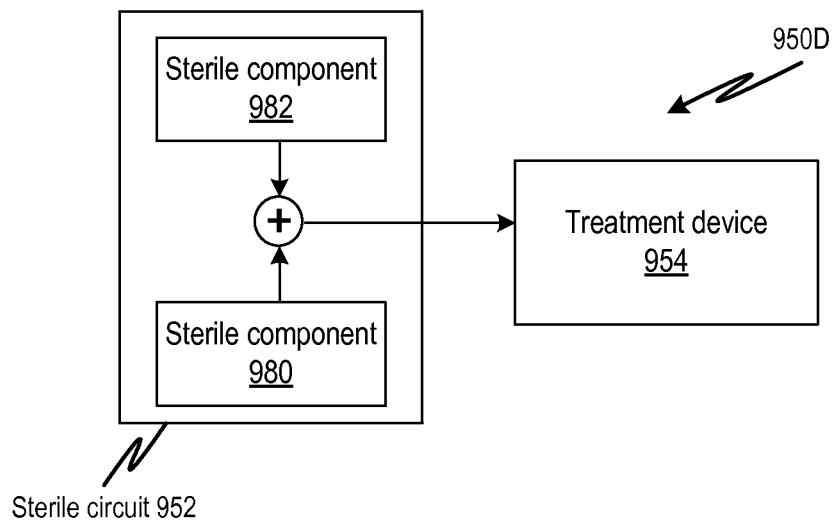 Sterile component
982
950D
+
Treatment device
954
Sterile component
980
Sterile circuit 952